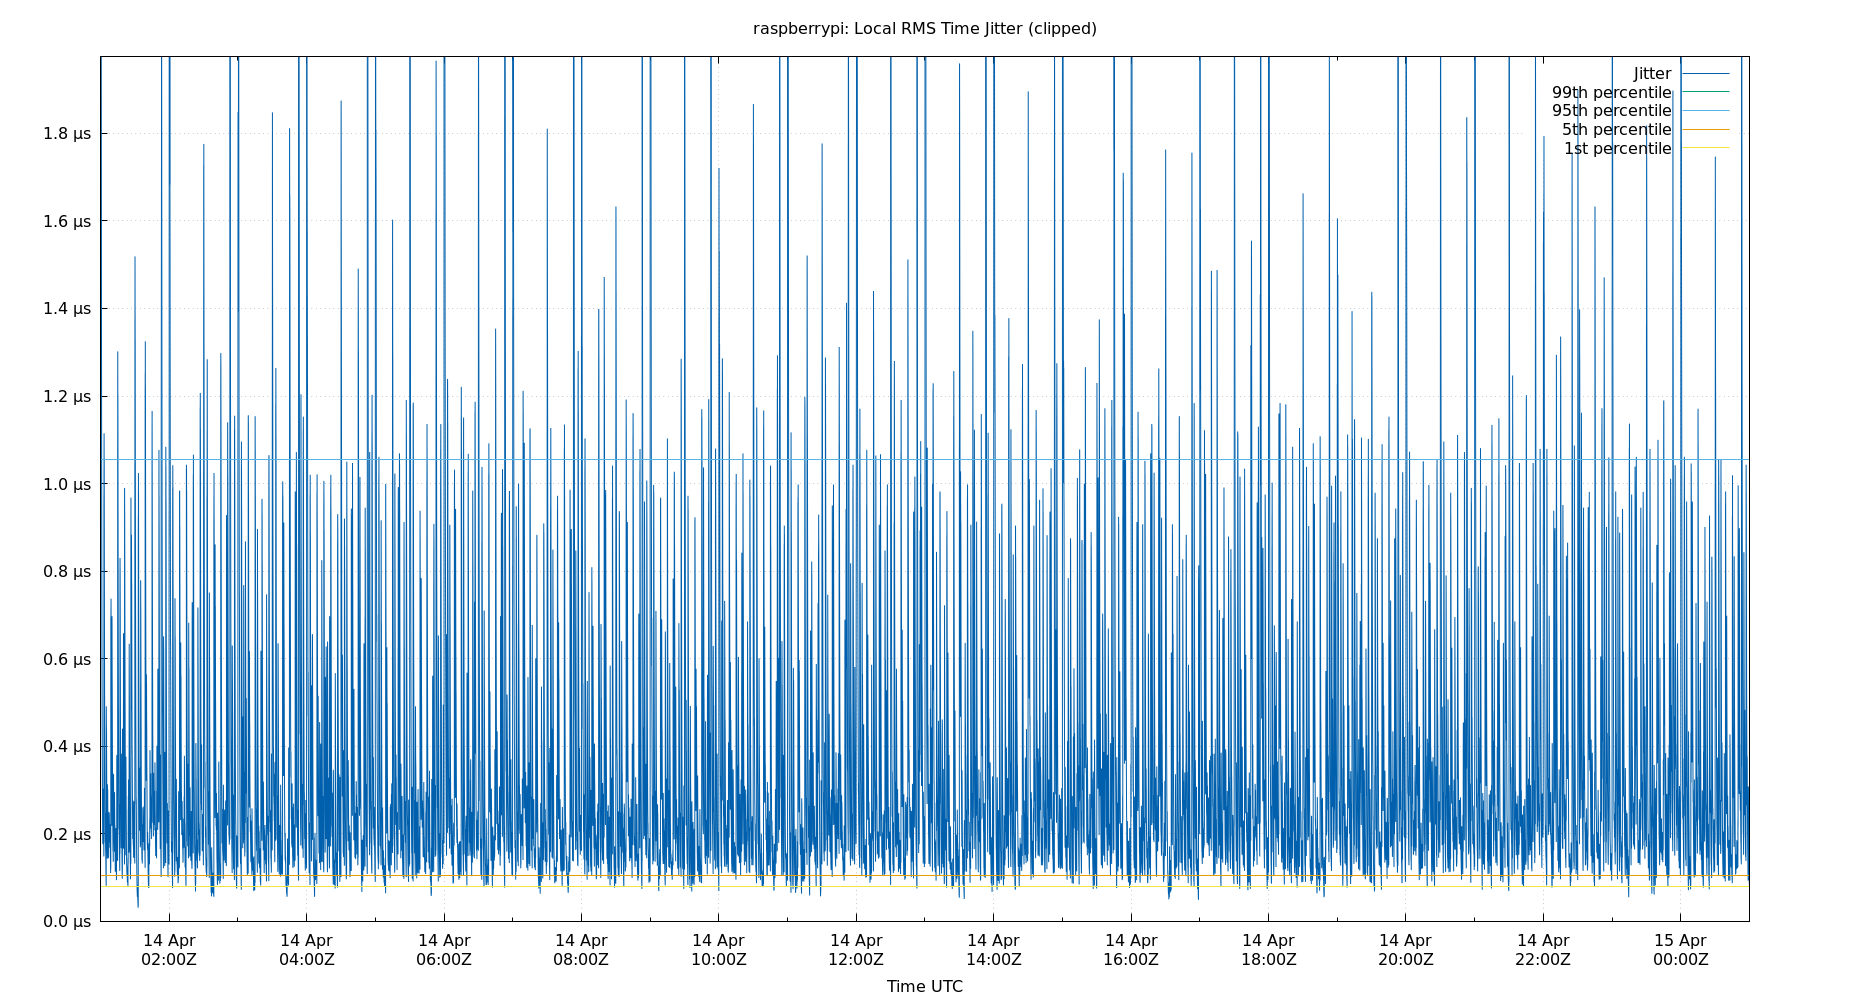 raspberrypi: Local RMS Time Jitter (clipped)
Jitter
99th percentile
95th percentile
5th percentile
1st percentile
1.8 μs
1.6 μs
1.4 μs
1.2 μs
1.0 μs
0.8 μs
0.6 μs
0.4 μs
0.2 μs
0.0 μs
14 Apr 14 Apr 14 Apr 14 Apr 14 Apr 14 Apr 14 Apr 14 Apr 14 Apr 14 Apr 14 Apr 15 Apr
02:00Z 04:00Z 06:00Z 08:00Z 10:00Z 12:00Z 14:00Z 16:00Z 18:00Z 20:00Z 22:00Z 00:00Z
Time UTC